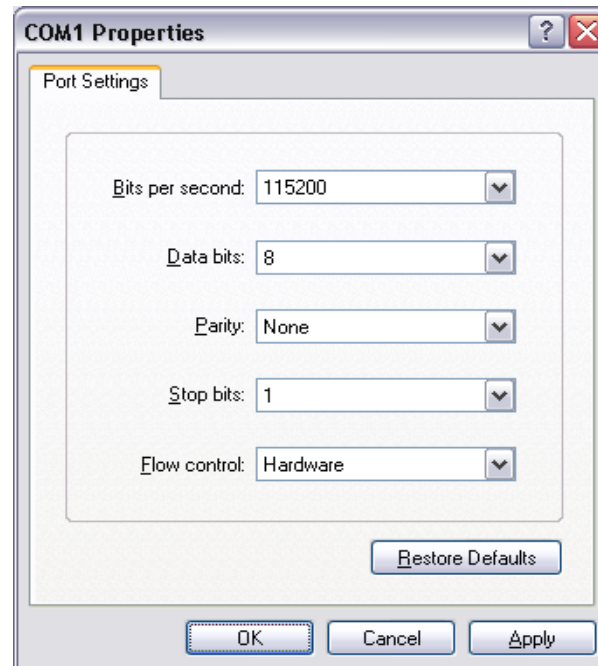 COM1 Properties
Port Settings
Bits per second: 115200
Data bits: 8
Parity: None
Stop bits: 1
Flow control: Hardware
Restore Defaults
OK Cancel Apply